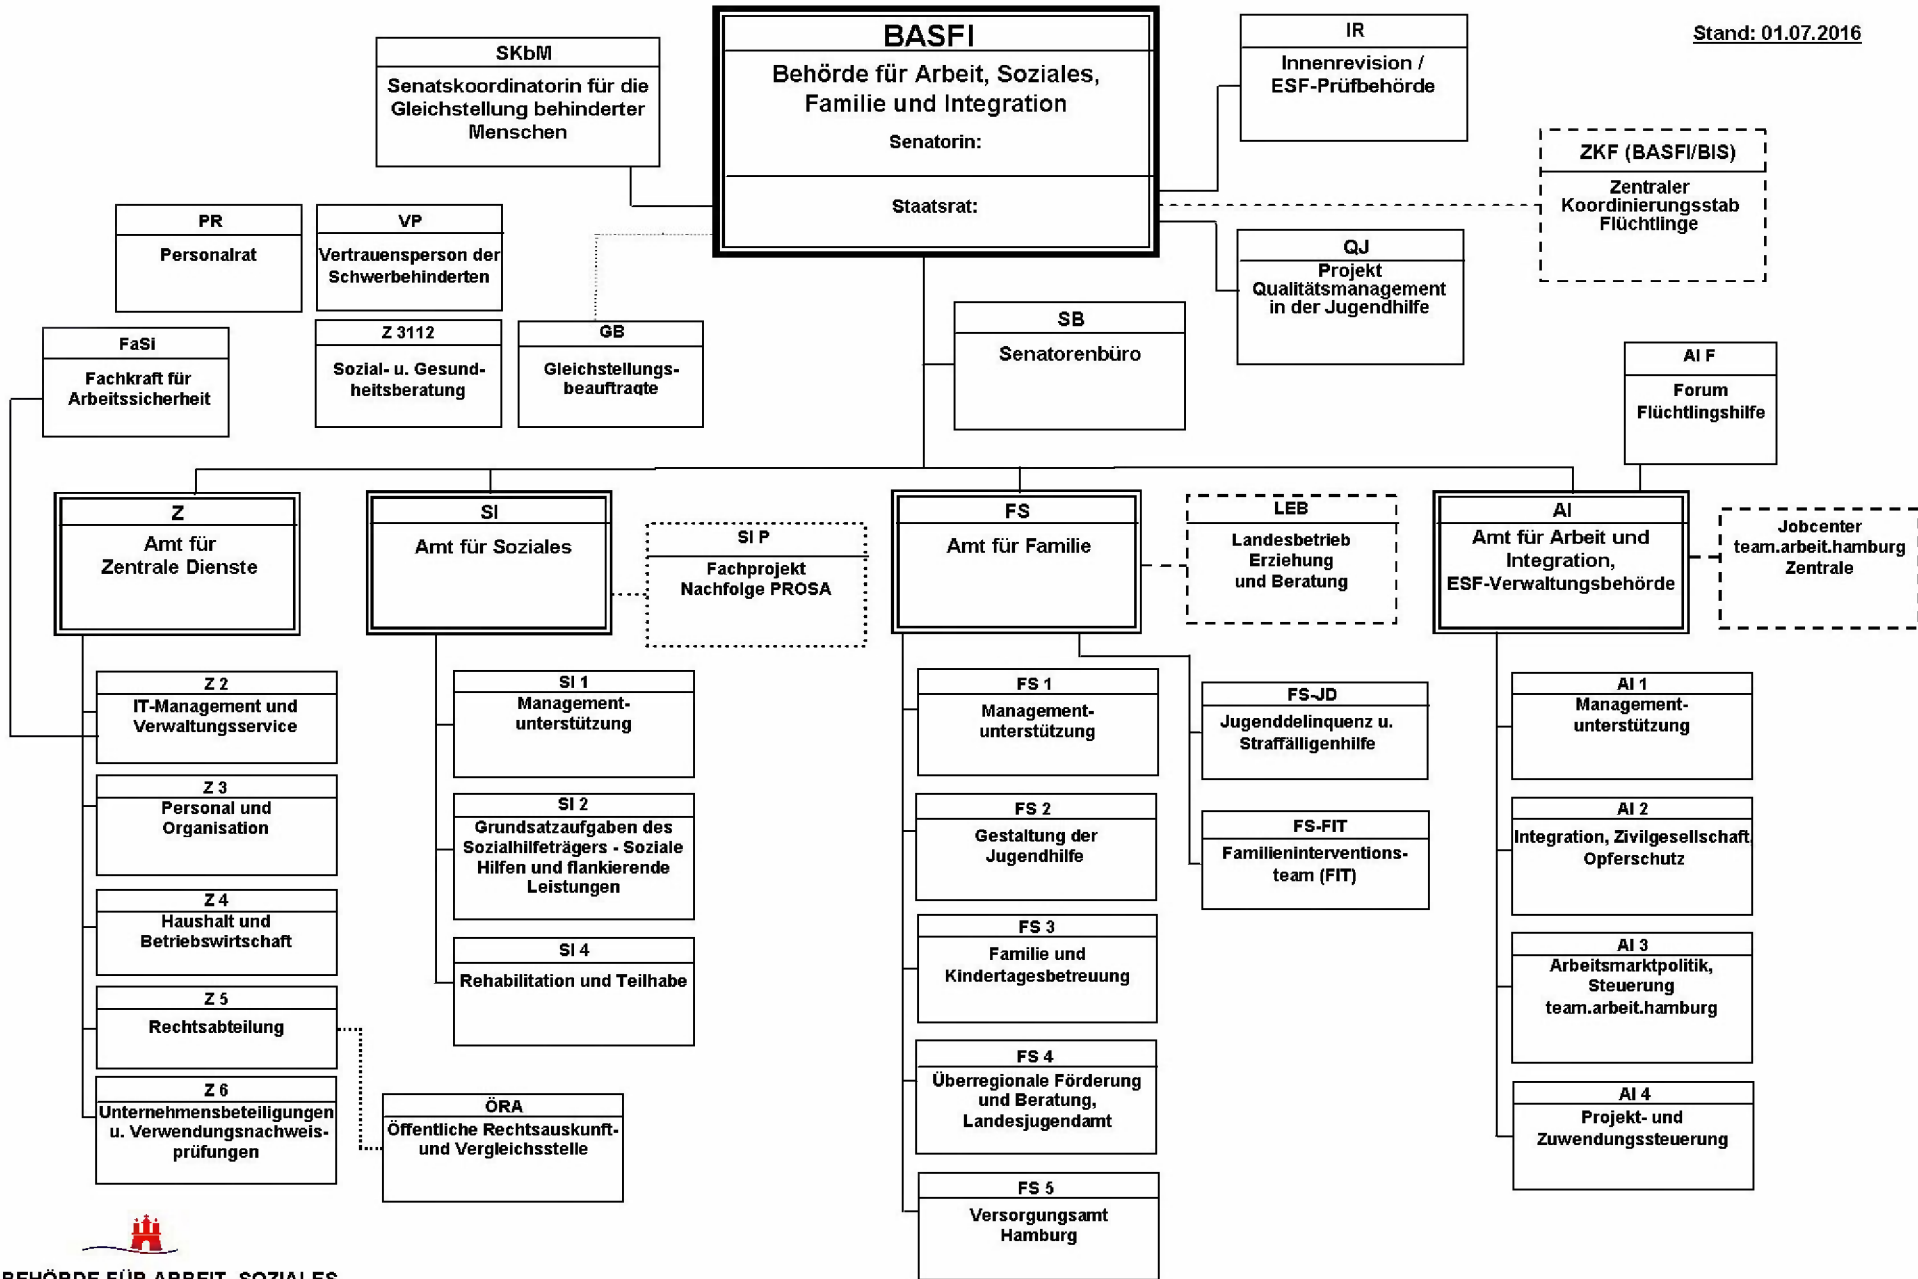 BASFI
Behörde für Arbeit, Soziales,
Familie und Integration
Senatorin:
Staatsrat:
Stand: 01.07.2016
SKbM
Senatskoordinatorin für die
Gleichstellung behinderter
Menschen
IR
Innenrevision /
ESF-Prüfbehörde
ZKF (BASFI/BIS)
Zentraler
Koordinierungsstab
Flüchtlinge
PR
Personalrat
VP
Vertrauensperson der
Schwerbehinderten
QJ
Projekt
Qualitätsmanagement
in der Jugendhilfe
FaSi
Fachkraft für
Arbeitssicherheit
Z 3112
Sozial- u. Gesund-
heitsberatung
GB
Gleichstellungs-
beauftragte
SB
Senatorenbüro
AI F
Forum
Flüchtlingshilfe
Z
Amt für
Zentrale Dienste
SI
Amt für Soziales
SI P
Fachprojekt
Nachfolge PROSA
FS
Amt für Familie
LEB
Landesbetrieb
Erziehung
und Beratung
AI
Amt für Arbeit und
Integration,
ESF-Verwaltungsbehörde
Jobcenter
team.arbeit.hamburg
Zentrale
Z 2
IT-Management und
Verwaltungsservice
Z 3
Personal und
Organisation
Z 4
Haushalt und
Betriebswirtschaft
Z 5
Rechtsabteilung
Z 6
Unternehmensbeteiligungen
u. Verwendungsnachweis-
prüfungen
ÖRA
Öffentliche Rechtsauskunft-
und Vergleichsstelle
SI 1
Management-
unterstützung
SI 2
Grundsatzaufgaben des
Sozialhilfeträgers - Soziale
Hilfen und flankierende
Leistungen
SI 4
Rehabilitation und Teilhabe
FS 1
Management-
unterstützung
FS 2
Gestaltung der
Jugendhilfe
FS 3
Familie und
Kindertagesbetreuung
FS 4
Überregionale Förderung
und Beratung,
Landesjugendamt
FS 5
Versorgungsamt
Hamburg
FS-JD
Jugenddelinquenz u.
Straffälligenhilfe
FS-FIT
Familieninterventions-
team (FIT)
AI 1
Management-
unterstützung
AI 2
Integration, Zivilgesellschaft,
Opferschutz
AI 3
Arbeitsmarktpolitik,
Steuerung
team.arbeit.hamburg
AI 4
Projekt- und
Zuwendungssteuerung
BEHÖRDE FÜR ARBEIT, SOZIALES,